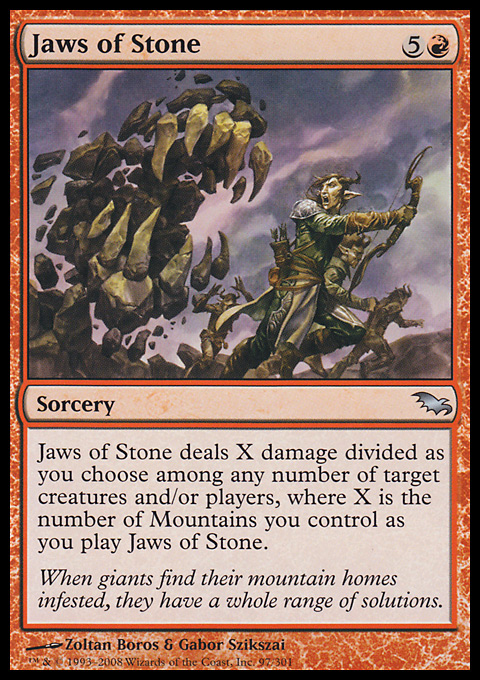 Jaws of Stone 5
Sorcery
Jaws of Stone deals X damage divided as
you choose among any number of target
creatures and/or players, where X is the
number of Mountains you control as
you play Jaws of Stone.
When giants find their mountain homes
infested, they have a whole range of solutions.
Zoltan Boros & Gabor Szikszai
™ & © 1993-2008 Wizards of the Coast, Inc. 97/301